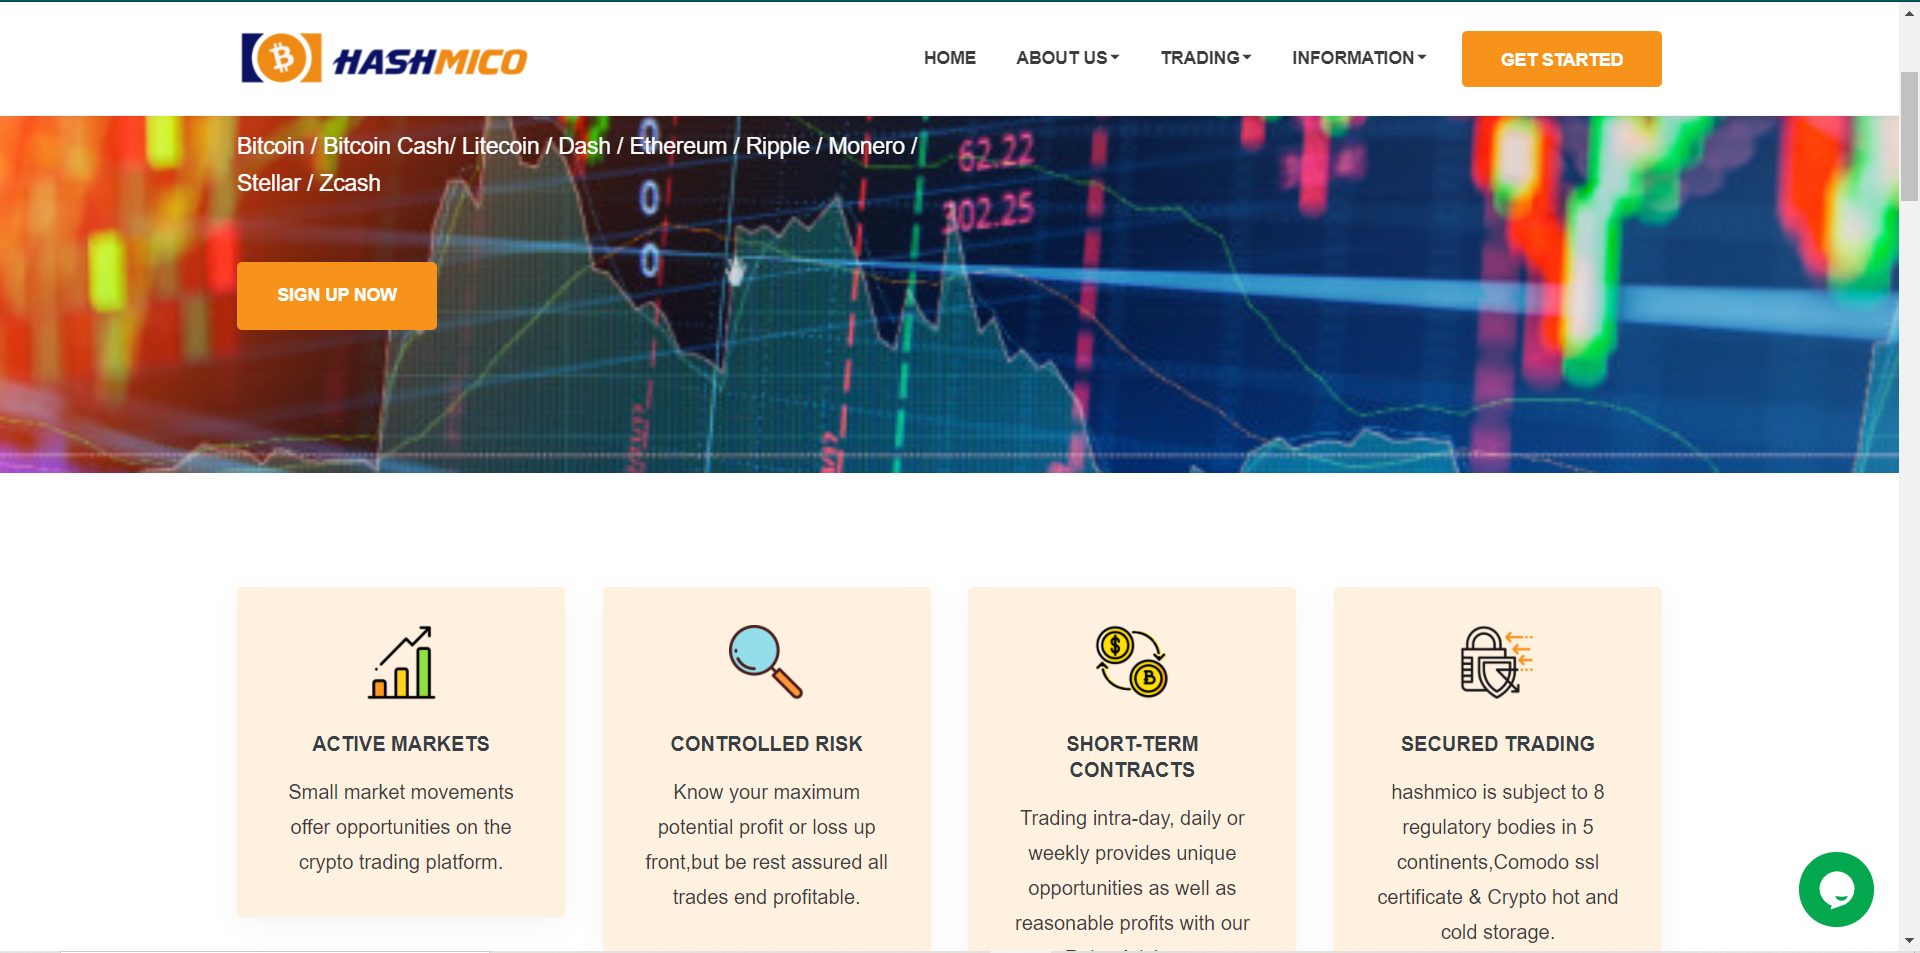 HASHMICO
HOME ABOUT US TRADING INFORMATION GET STARTED
Bitcoin / Bitcoin Cash/ Litecoin / Dash / Ethereum / Ripple / Monero /
Stellar / Zcash
62.22
302.25
0
0
0
SIGN UP NOW
ACTIVE MARKETS
Small market movements
offer opportunities on the
crypto trading platform.
CONTROLLED RISK
Know your maximum
potential profit or loss up
front,but be rest assured all
trades end profitable.
SHORT-TERM
CONTRACTS
Trading intra-day, daily or
weekly provides unique
opportunities as well as
reasonable profits with our
SECURED TRADING
hashmico is subject to 8
regulatory bodies in 5
continents,Comodo ssl
certificate & Crypto hot and
cold storage.